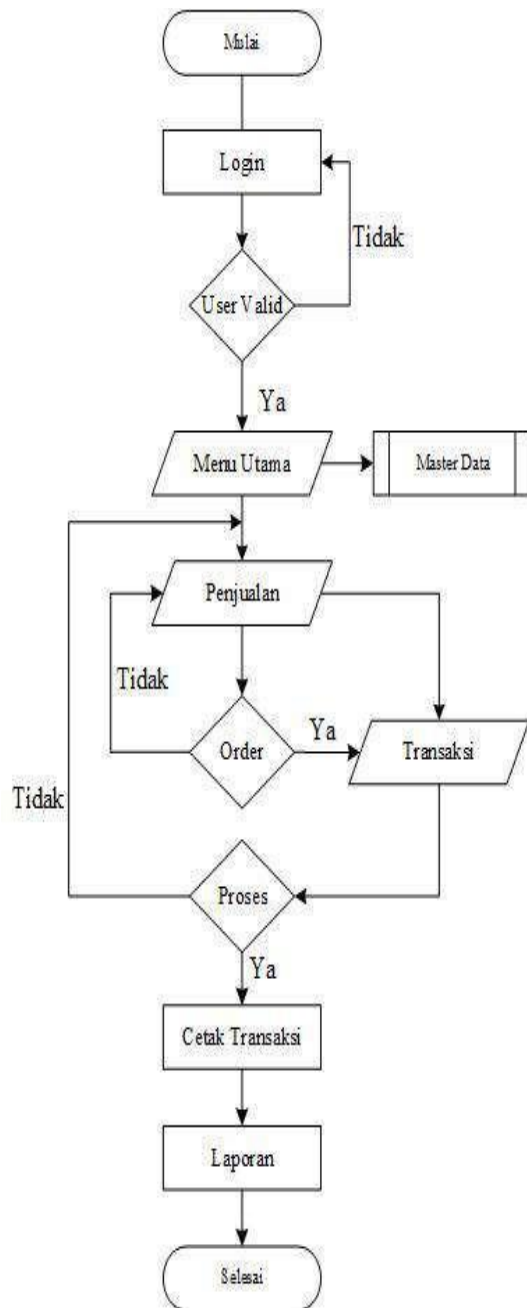 Mulai
Login
Tidak
User Valid
Ya
Menu Utama
Master Data
Penjualan
Tidak
Order
Ya
Transaksi
Tidak
Proses
Ya
Cetak Transaksi
Laporan
Selesai